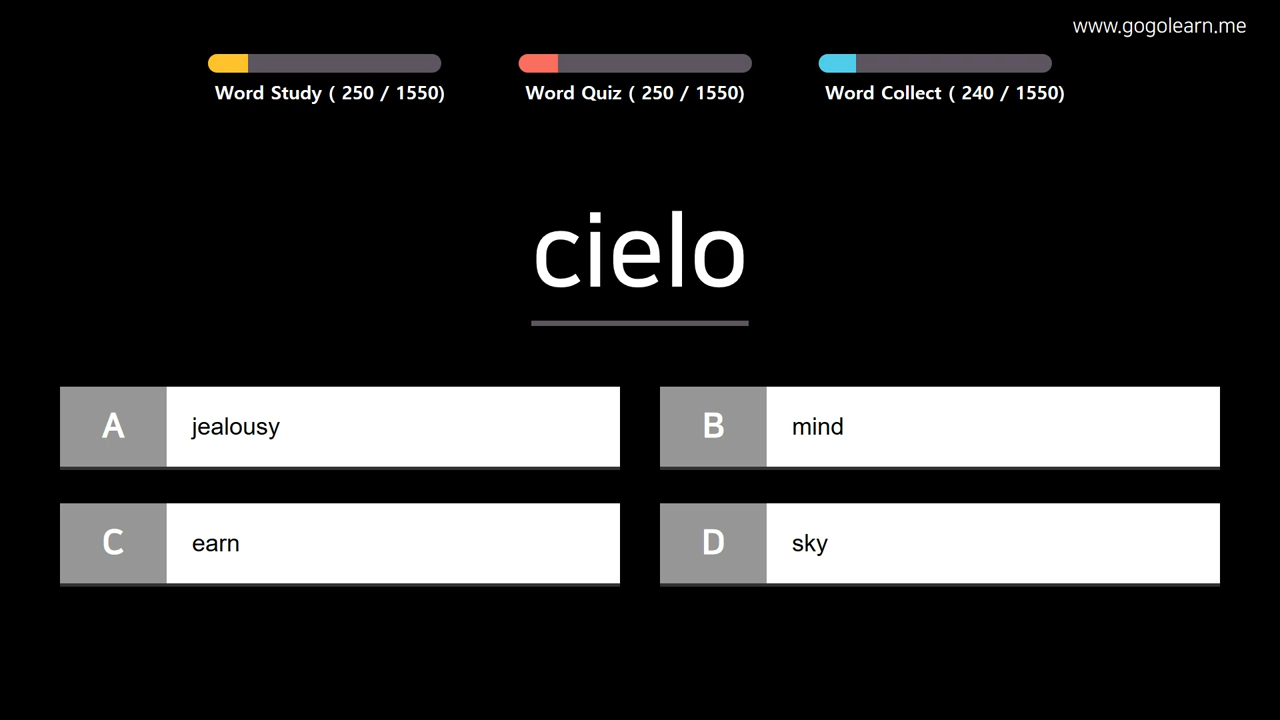 www.gogolearn.me
Word Study ( 250 / 1550)
Word Quiz ( 250 / 1550)
Word Collect ( 240 / 1550)
cielo
A jealousy
B mind
C earn
D sky